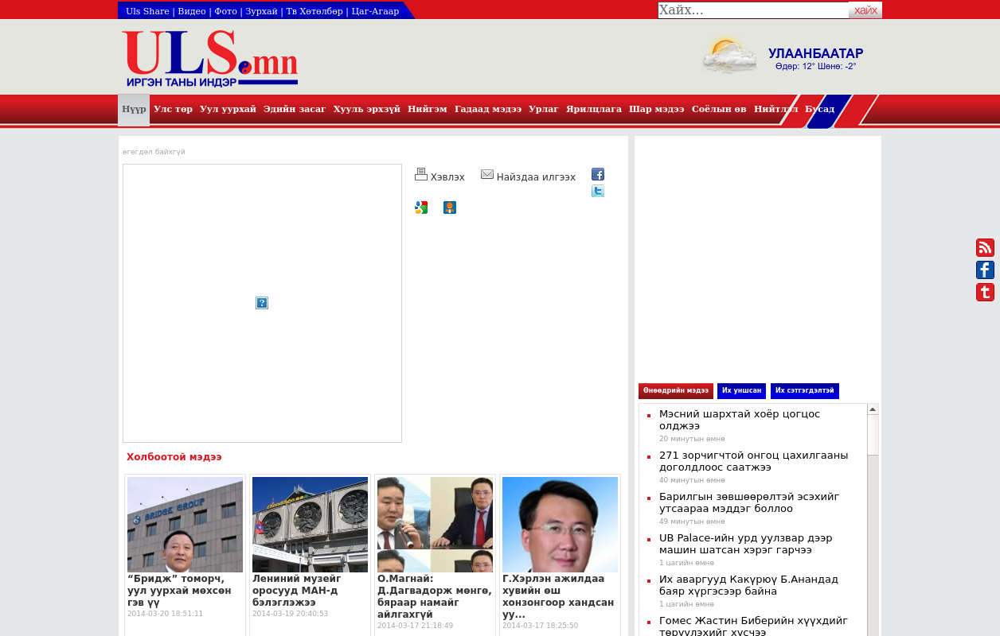 Uls Share | Видео | Фото | Зурхай | Тв Хөтөлбөр | Цаг-Агаар
Хайх...
хайх
ULS.mn
ИРГЭН ТАНЫ ИНДЭР
УЛААНБААТАР
Өдөр: 12° Шөнө: -2°
Нүүр Улс төр Уул уурхай Эдийн засаг Хууль эрхзүй Нийгэм Гадаад мэдээ Урлаг Ярилцлага Шар мэдээ Соёлын өв Нийтлэл Бусад
өгөгдөл байхгүй
Хэвлэх
Найздаа илгээх
Холбоотой мэдээ
BRIDGE GROUP
“Бридж” томорч,
уул уурхай мөхсөн
гэв үү
2014-03-20 18:51:11
Лениний музейг
оросууд МАН-д
бэлэглэжээ
2014-03-19 20:40:53
О.Магнай:
Д.Дагвадорж мөнгө,
бяраар намайг
айлгахгүй
2014-03-17 21:18:49
Г.Хэрлэн ажилдаа
хувийн өш
хонзонгоор хандсан
уу...
2014-03-17 18:25:50
Өнөөдрийн мэдээ
Их уншсан
Их сэтгэгдэлтэй
Мэсний шархтай хоёр цогцос
олджээ
20 минутын өмнө
271 зорчигчтой онгоц цахилгааны
доголдлоос саатжээ
40 минутын өмнө
Барилгын зөвшөөрөлтэй эсэхийг
утсаараа мэддэг боллоо
49 минутын өмнө
UB Palace-ийн урд уулзвар дээр
машин шатсан хэрэг гарчээ
1 цагийн өмнө
Их аваргууд Какүрюү Б.Анандад
баяр хүргэсээр байна
1 цагийн өмнө
Гомес Жастин Биберийн хүүхдийг
төрүүлэхийг хүсчээ